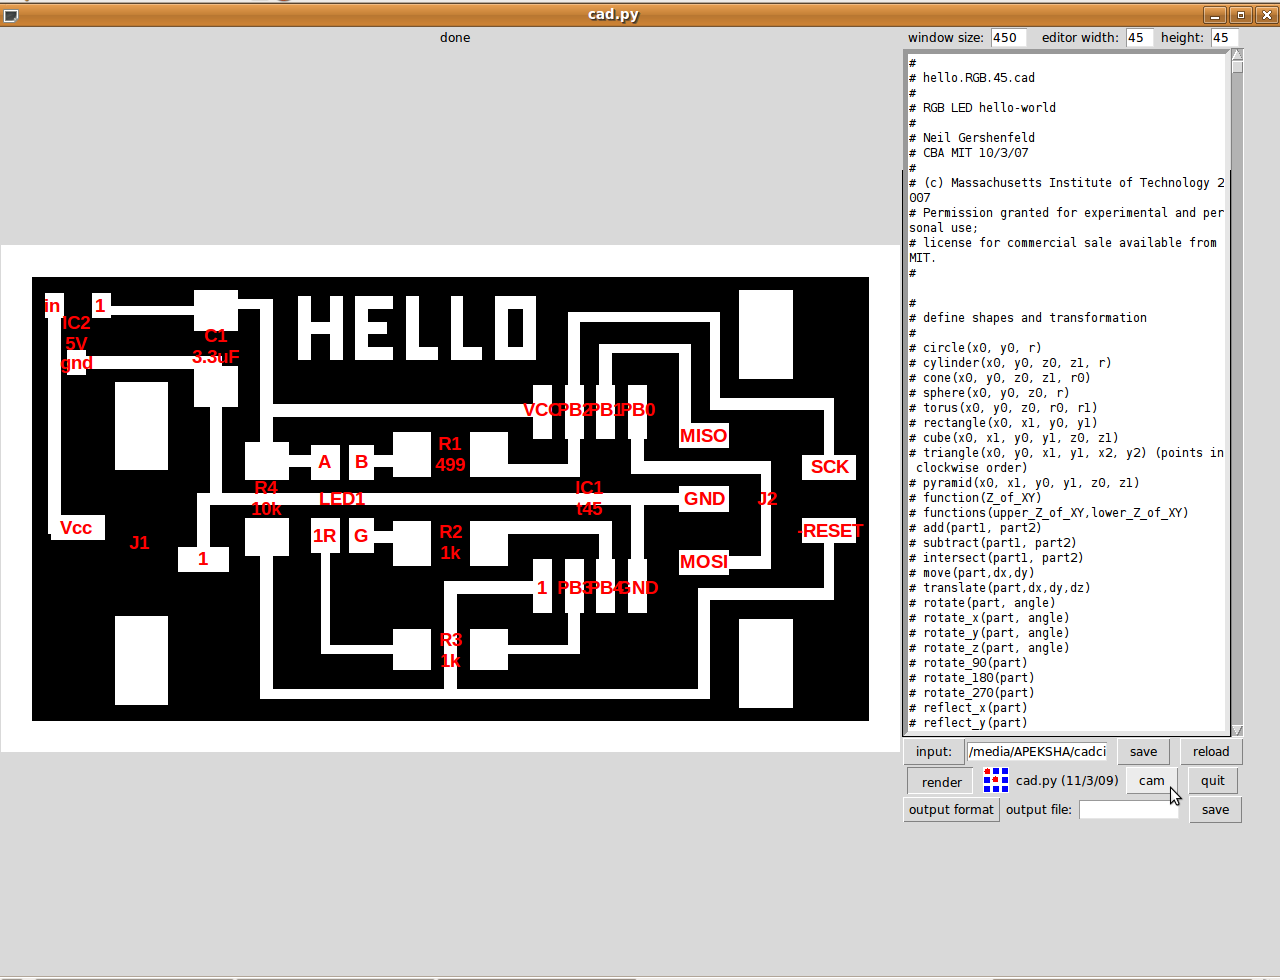 cad.py
done
window size: 450 editor width: 45 height: 45
#
# hello.RGB.45.cad
#
# RGB LED hello-world
#
# Neil Gershenfeld
# CBA MIT 10/3/07
#
# (c) Massachusetts Institute of Technology 2
007
# Permission granted for experimental and per
sonal use;
# license for commercial sale available from
MIT.
#
#
# define shapes and transformation
#
# circle(x0, y0, r)
# cylinder(x0, y0, z0, z1, r)
# cone(x0, y0, z0, z1, r0)
# sphere(x0, y0, z0, r)
# torus(x0, y0, z0, r0, r1)
# rectangle(x0, x1, y0, y1)
# cube(x0, x1, y0, y1, z0, z1)
# triangle(x0, y0, x1, y1, x2, y2) (points in
clockwise order)
# pyramid(x0, x1, y0, y1, z0, z1)
# function(Z_of_XY)
# functions(upper_Z_of_XY,lower_Z_of_XY)
# add(part1, part2)
# subtract(part1, part2)
# intersect(part1, part2)
# move(part,dx,dy)
# translate(part,dx,dy,dz)
# rotate(part, angle)
# rotate_x(part, angle)
# rotate_y(part, angle)
# rotate_z(part, angle)
# rotate_90(part)
# rotate_180(part)
# rotate_270(part)
# reflect_x(part)
# reflect_y(part)
input: /media/APEKSHA/cadci save reload
render cad.py (11/3/09) cam quit
output format output file: save
HELLO
in 1
IC2
5V
gnd
C1
3.3uF
VCC PB2 PB1 PB0
MISO
SCK
A B
R1
499
R4
10k
LED1
IC1
t45
GND
J2
Vcc
J1
1
1R G
R2
1k
-RESET
MOSI
1 PB3 PB4 GND
R3
1k